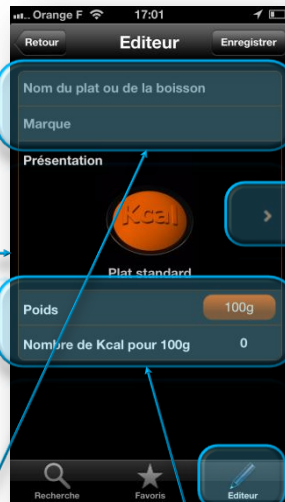 Orange F 17:01
Retour Editeur Enregistrer
Nom du plat ou de la boisson
Marque
Présentation
Kcal
Plat standard
Poids 100g
Nombre de Kcal pour 100g 0
Recherche Favoris Editeur